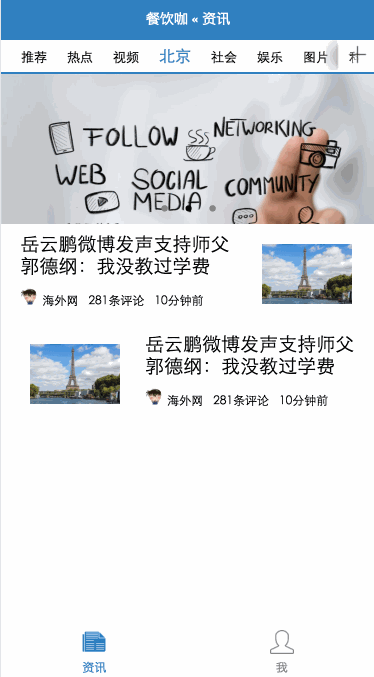 餐饮咖 « 资讯
推荐 热点 视频 北京 社会 娱乐 图片
FOLLOW NETWORKING
WEB SOCIAL MEDIA COMMUNITY
岳云鹏微博发声支持师父
郭德纲：我没教过学费
海外网 281条评论 10分钟前
岳云鹏微博发声支持师父
郭德纲：我没教过学费
海外网 281条评论 10分钟前
资讯 我